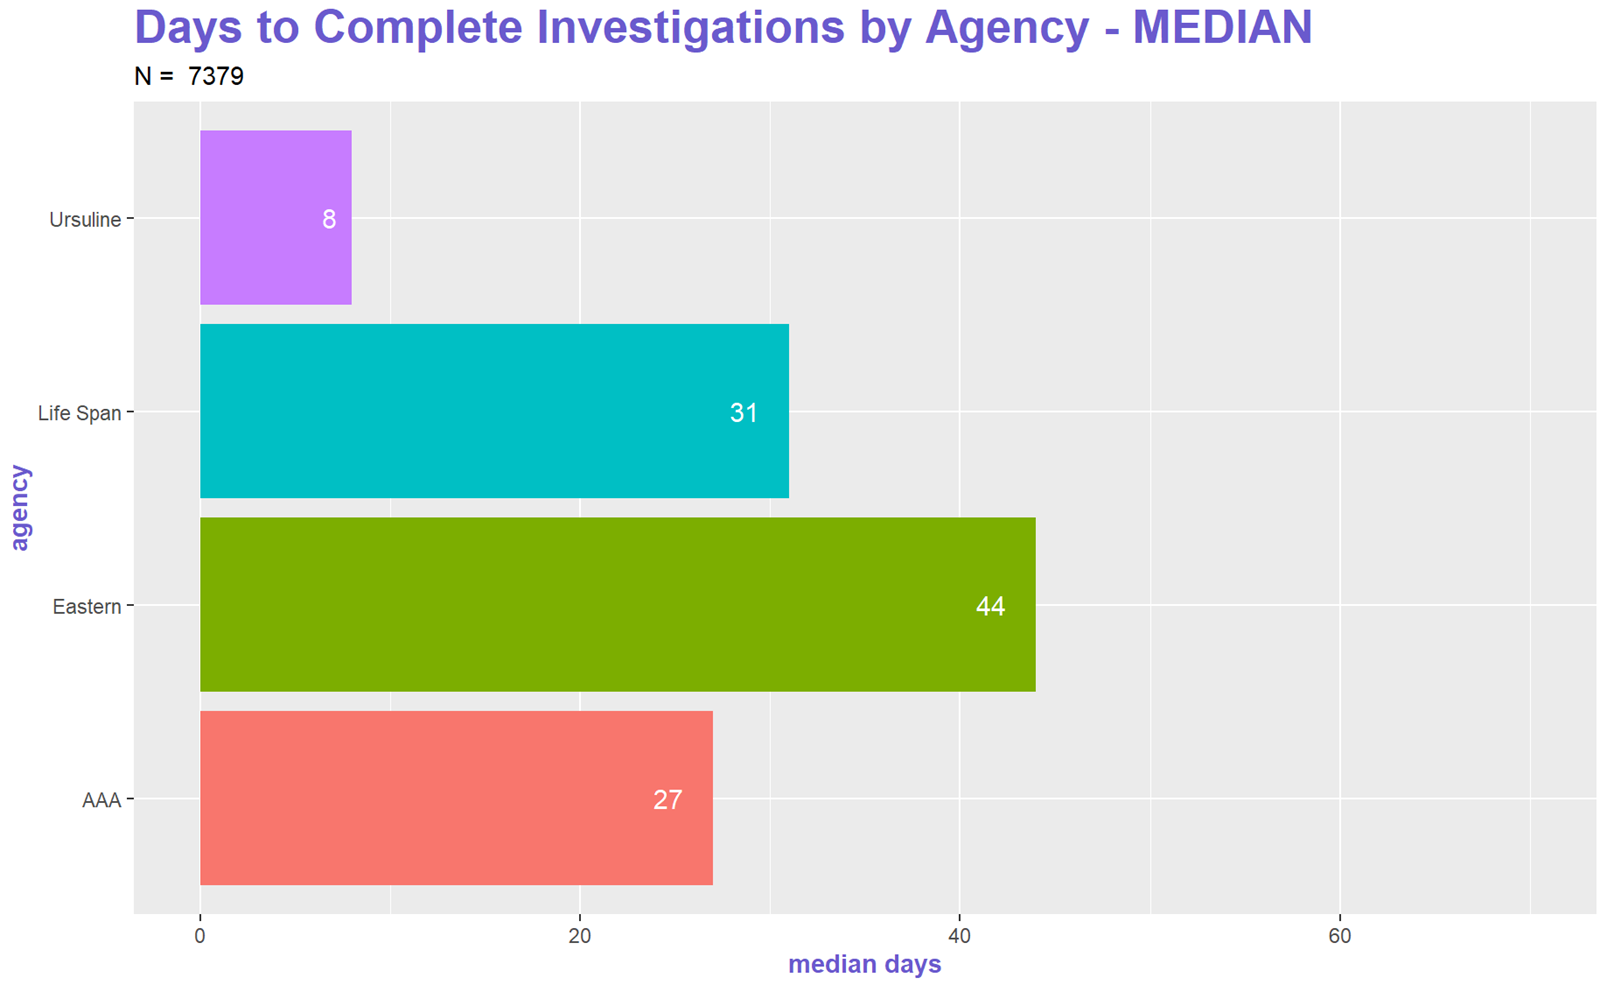 Days to Complete Investigations by Agency - MEDIAN
N =  7379
agency
Ursuline
8
Life Span
31
Eastern
44
AAA
27
0 20 40 60
median days